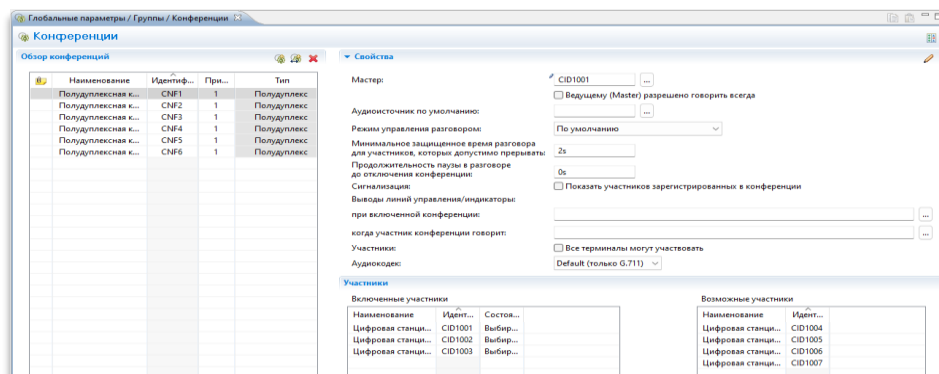 Глобальные параметры / Группы / Конференции
Конференции
Обзор конференций
Наименование Идентиф... При... Тип
Полудуплексная к... CNF1 1 Полудуплекс
Полудуплексная к... CNF2 1 Полудуплекс
Полудуплексная к... CNF3 1 Полудуплекс
Полудуплексная к... CNF4 1 Полудуплекс
Полудуплексная к... CNF5 1 Полудуплекс
Полудуплексная к... CNF6 1 Полудуплекс
Свойства
Мастер: CID1001 ...
Ведущему (Master) разрешено говорить всегда
Аудиоисточник по умолчанию: ...
Режим управления разговором: По умолчанию
Минимальное защищенное время разговора
для участников, которых допустимо прерывать: 2s
Продолжительность паузы в разговоре
до отключения конференции: 0s
Сигнализация: Показать участников зарегистрированных в конференции
Выводы линий управления/индикаторы:
при включенной конференции: ...
когда участник конференции говорит: ...
Участники: Все терминалы могут участвовать
Аудиокодек: Default (только G.711)
Участники
Включенные участники
Наименование Идент... Состоя...
Цифровая станци... CID1001 Выбир...
Цифровая станци... CID1002 Выбир...
Цифровая станци... CID1003 Выбир...
Возможные участники
Наименование Идент...
Цифровая станци... CID1004
Цифровая станци... CID1005
Цифровая станци... CID1006
Цифровая станци... CID1007